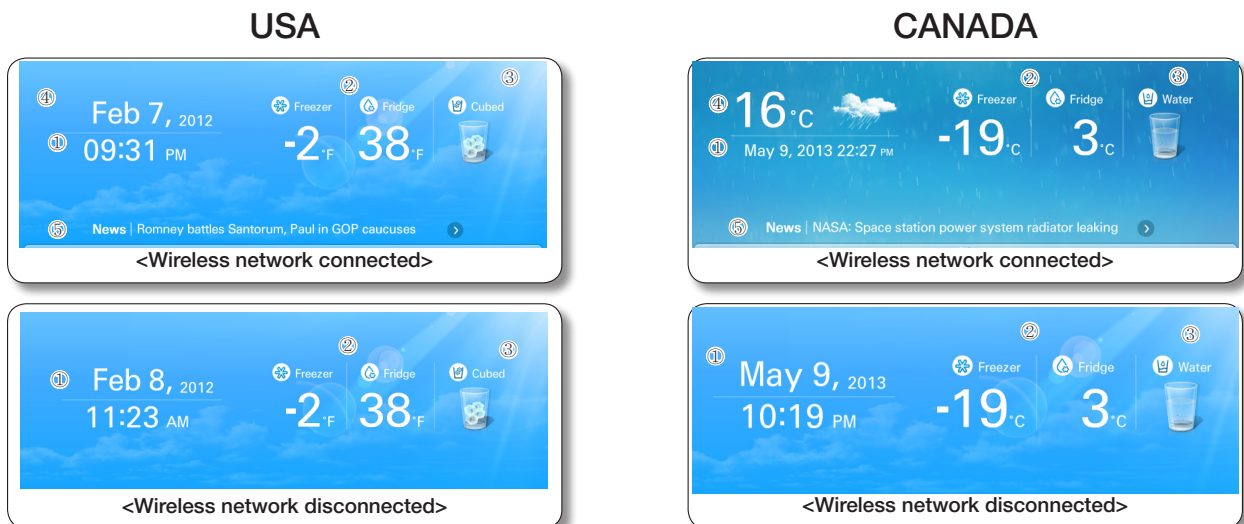 USA
④
②
③
Feb 7, 2012
Freezer
Fridge
Cubed
①
09:31 PM
-2°F
38°F
⑤
News | Romney battles Santorum, Paul in GOP caucuses
<Wireless network connected>
②
③
①
Feb 8, 2012
Freezer
Fridge
Cubed
11:23 AM
-2°F
38°F
<Wireless network disconnected>
CANADA
④
②
③
16°C
Freezer
Fridge
Water
①
May 9, 2013 22:27 PM
-19°C
3°C
⑤
News | NASA: Space station power system radiator leaking
<Wireless network connected>
②
③
①
May 9, 2013
Freezer
Fridge
Water
10:19 PM
-19°C
3°C
<Wireless network disconnected>